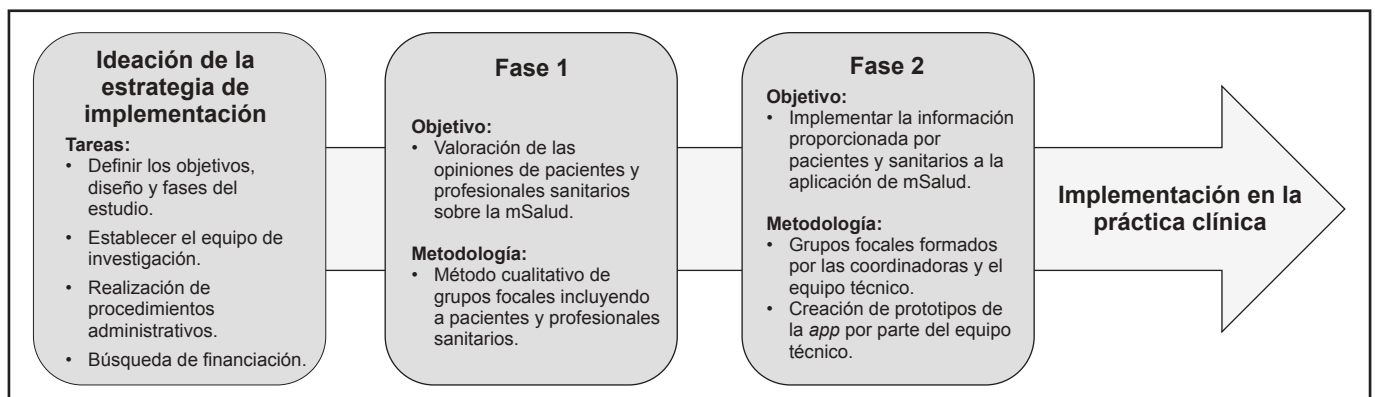 Ideación de la
estrategia de
implementación
Tareas:
• Definir los objetivos,
diseño y fases del
estudio.
• Establecer el equipo de
investigación.
• Realización de
procedimientos
administrativos.
• Búsqueda de financiación.
Fase 1
Objetivo:
• Valoración de las
opiniones de pacientes y
profesionales sanitarios
sobre la mSalud.
Metodología:
• Método cualitativo de
grupos focales incluyendo
a pacientes y profesionales
sanitarios.
Fase 2
Objetivo:
• Implementar la información
proporcionada por
pacientes y sanitarios a la
aplicación de mSalud.
Metodología:
• Grupos focales formados
por las coordinadoras y el
equipo técnico.
• Creación de prototipos de
la app por parte del equipo
técnico.
Implementación en la
práctica clínica